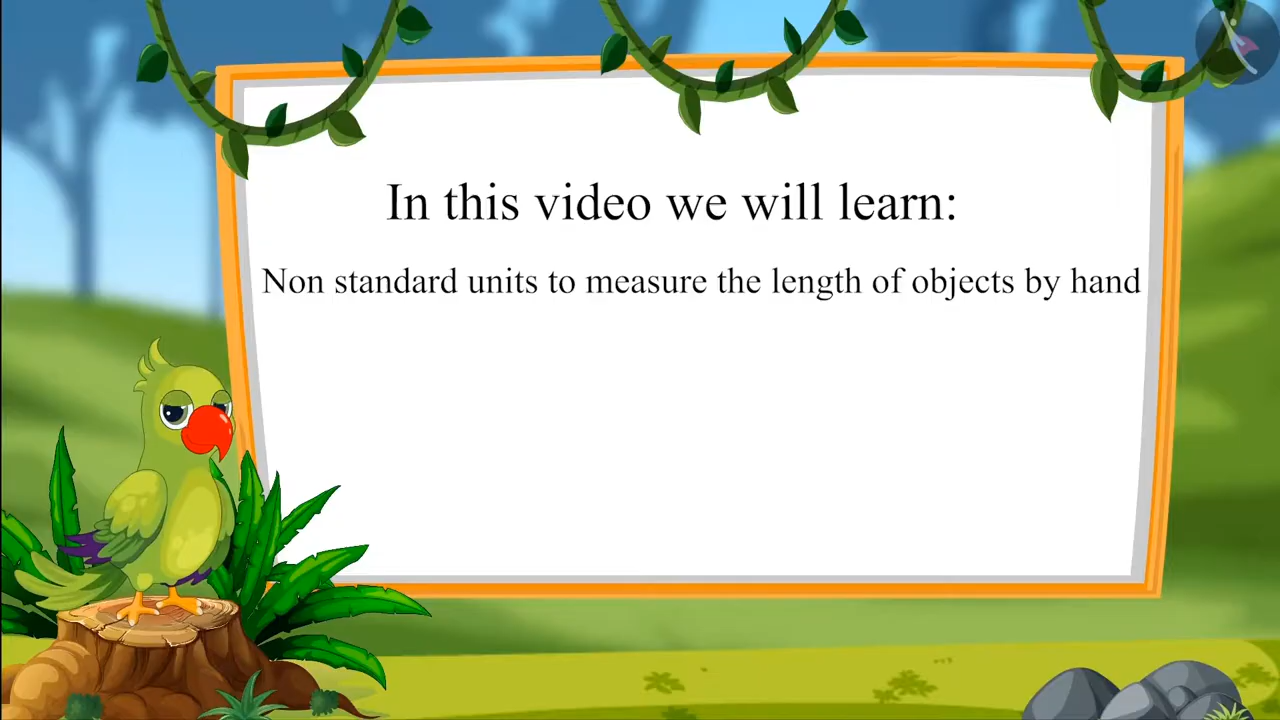 In this video we will learn:
Non standard units to measure the length of objects by hand